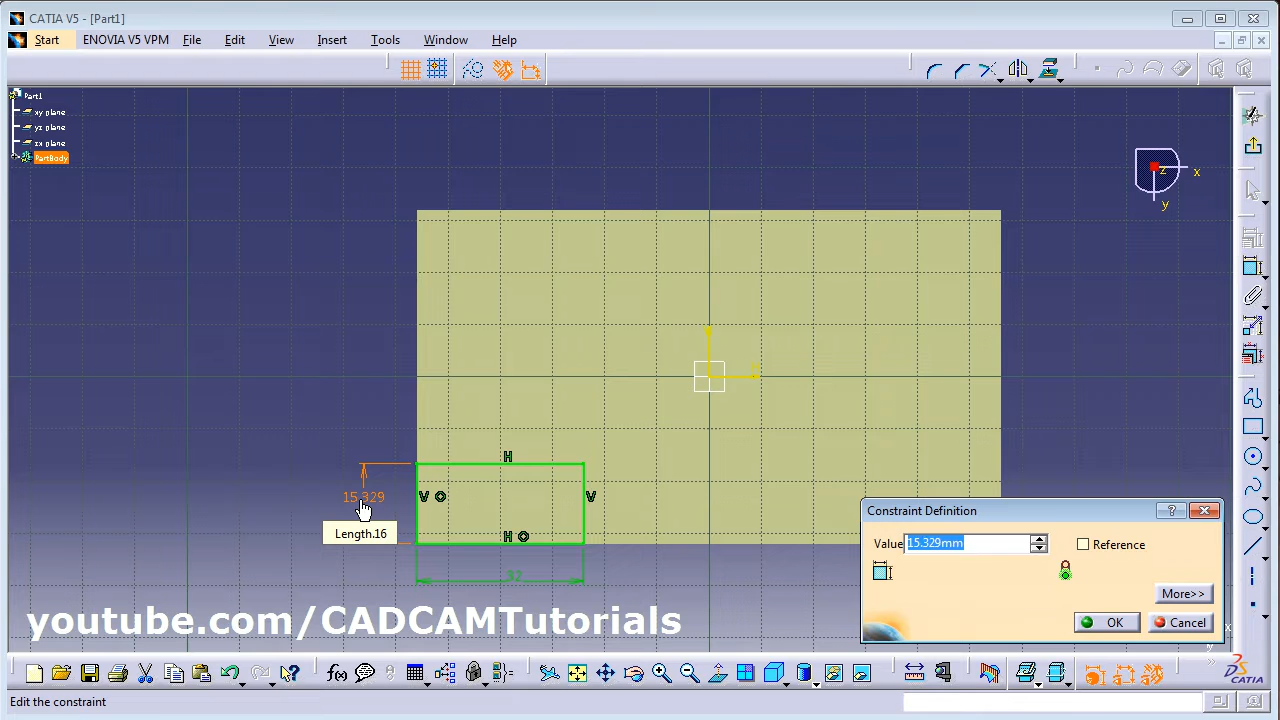 CATIA V5 - [Part1]
Start ENOVIA V5 VPM File Edit View Insert Tools Window Help
Part1
xy plane
yz plane
zx plane
PartBody
z x
y
H
15.329
V V
Length.16
H
32
Constraint Definition
Value 15.329mm Reference
More>>
OK Cancel
youtube.com/CADCAMTutorials
x
y
f(x)
CATIA
Edit the constraint